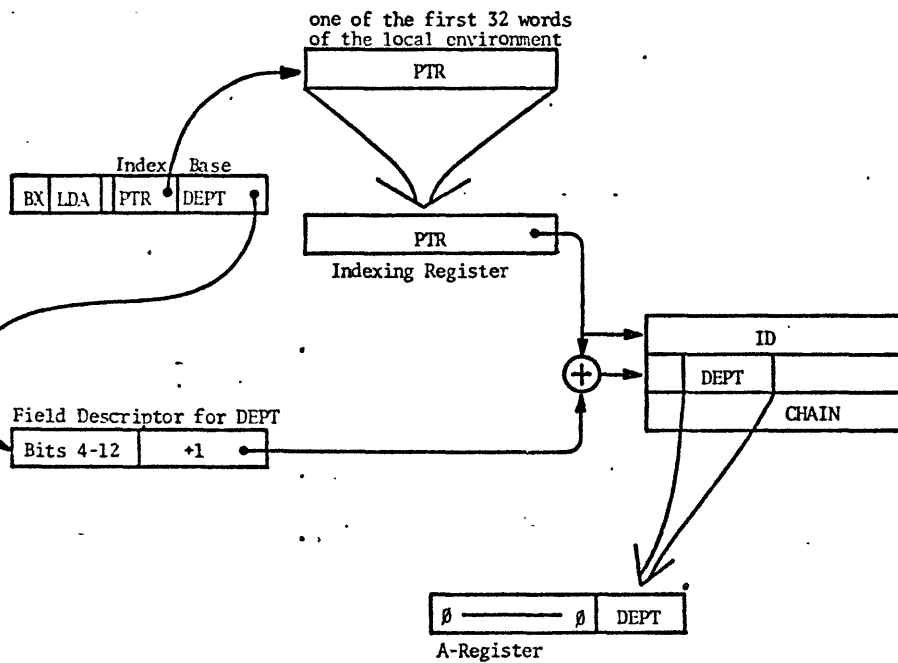 one of the first 32 words
of the local environment
PTR
Index Base
BX LDA PTR DEPT
PTR
Indexing Register
ID
DEPT
CHAIN
Field Descriptor for DEPT
Bits 4-12 +1
Ø Ø DEPT
A-Register